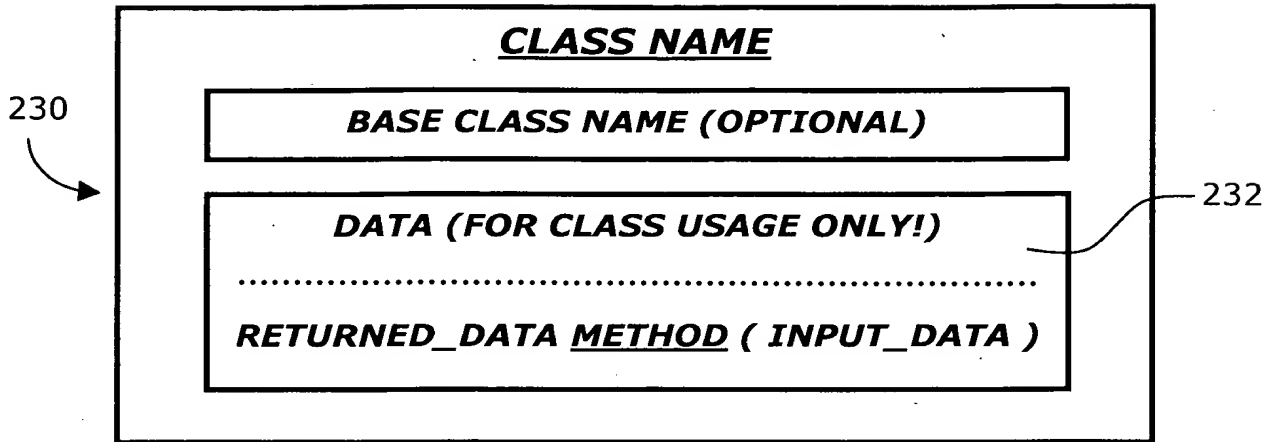 CLASS NAME
230
BASE CLASS NAME (OPTIONAL)
232
DATA (FOR CLASS USAGE ONLY!)
RETURNED_DATA METHOD ( INPUT_DATA )